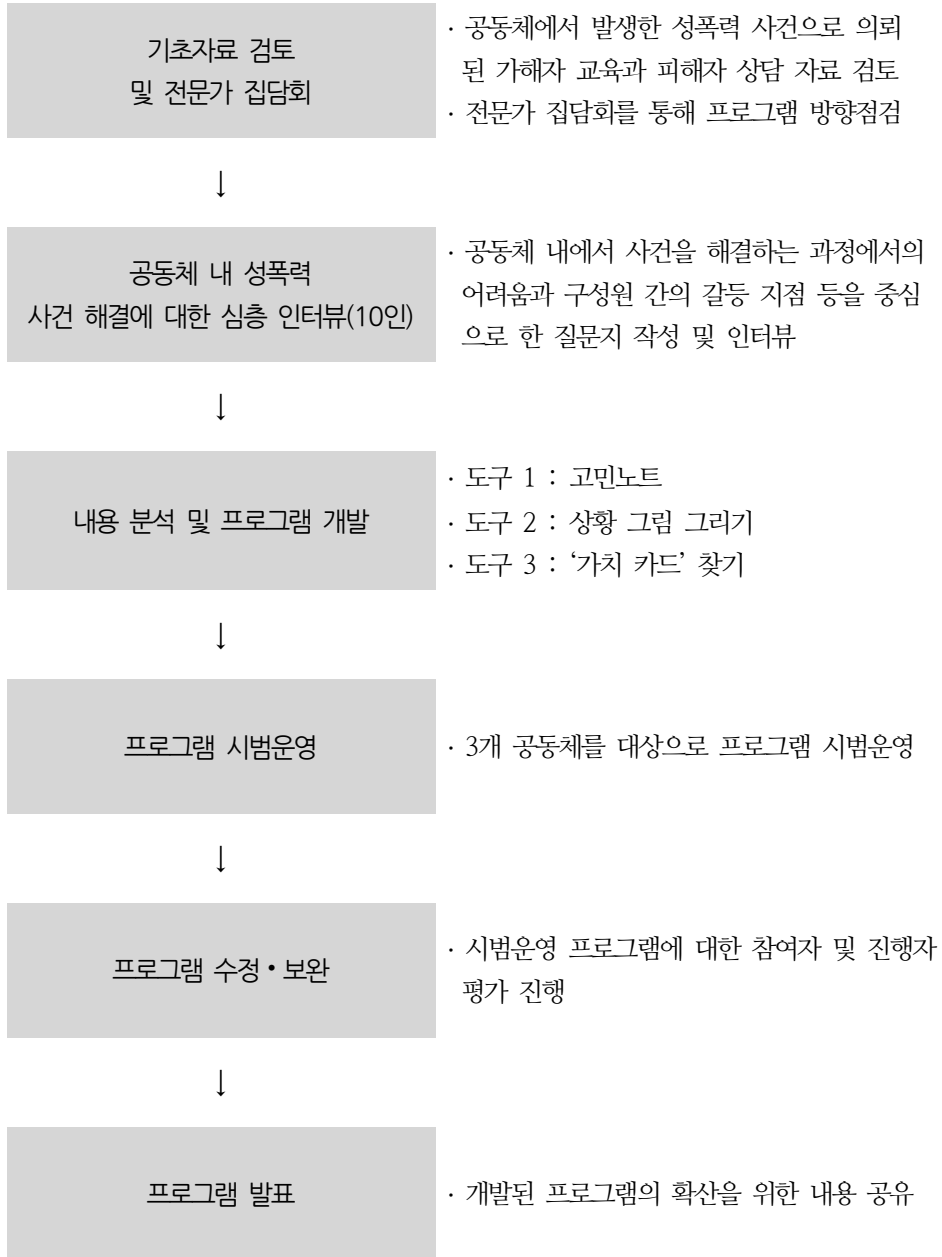 기초자료 검토
및 전문가 집담회
· 공동체에서 발생한 성폭력 사건으로 의뢰
된 가해자 교육과 피해자 상담 자료 검토
· 전문가 집담회를 통해 프로그램 방향점검
↓
공동체 내 성폭력
사건 해결에 대한 심층 인터뷰(10인)
· 공동체 내에서 사건을 해결하는 과정에서의
어려움과 구성원 간의 갈등 지점 등을 중심
으로 한 질문지 작성 및 인터뷰
↓
내용 분석 및 프로그램 개발
· 도구 1 : 고민노트
· 도구 2 : 상황 그림 그리기
· 도구 3 : ‘가치 카드’ 찾기
↓
프로그램 시범운영
· 3개 공동체를 대상으로 프로그램 시범운영
↓
프로그램 수정•보완
· 시범운영 프로그램에 대한 참여자 및 진행자
평가 진행
↓
프로그램 발표
· 개발된 프로그램의 확산을 위한 내용 공유